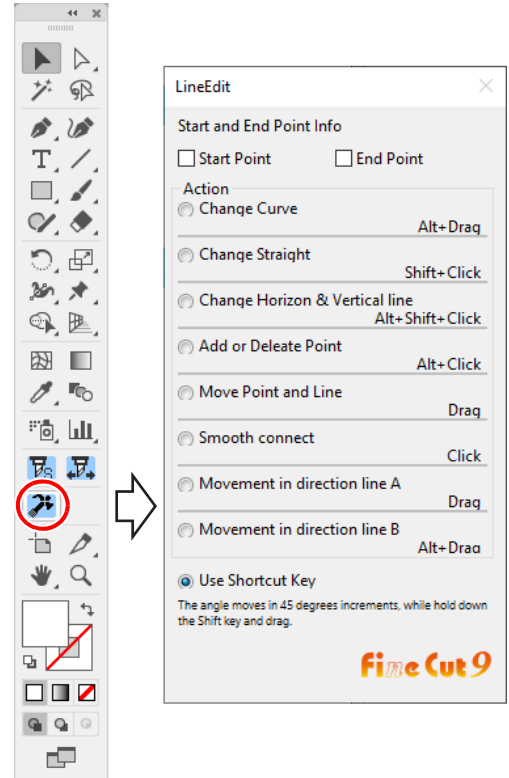 LineEdit
Start and End Point Info
Start Point
End Point
Action
Change Curve
Alt+Drag
Change Straight
Shift+Click
Change Horizon & Vertical line
Alt+Shift+Click
Add or Deleate Point
Alt+Click
Move Point and Line
Drag
Smooth connect
Click
Movement in direction line A
Drag
Movement in direction line B
Alt+Drag
Use Shortcut Key
The angle moves in 45 degrees increments, while hold down
the Shift key and drag.
Fine Cut 9